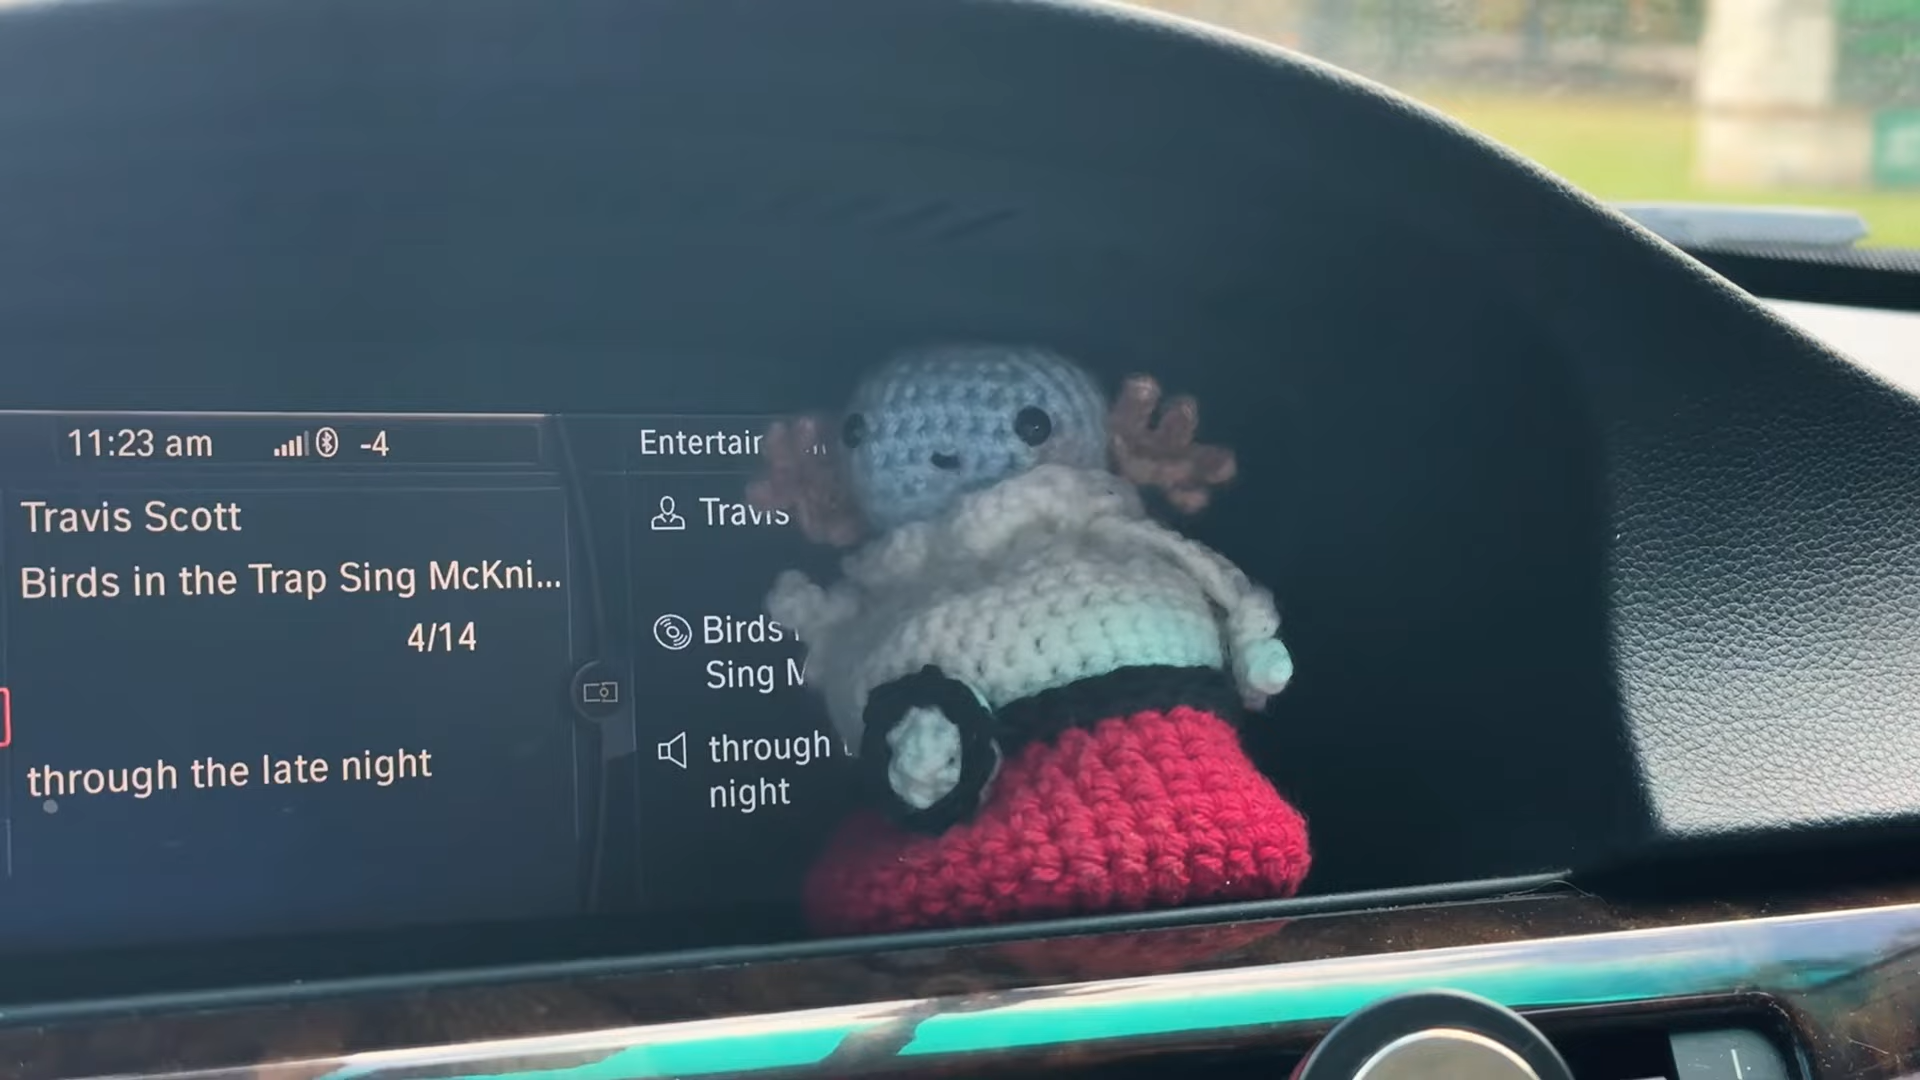 11:23 am -4
Travis Scott
Birds in the Trap Sing McKni...
4/14
through the late night
Entertain
Travis
Birds
Sing M
through
night